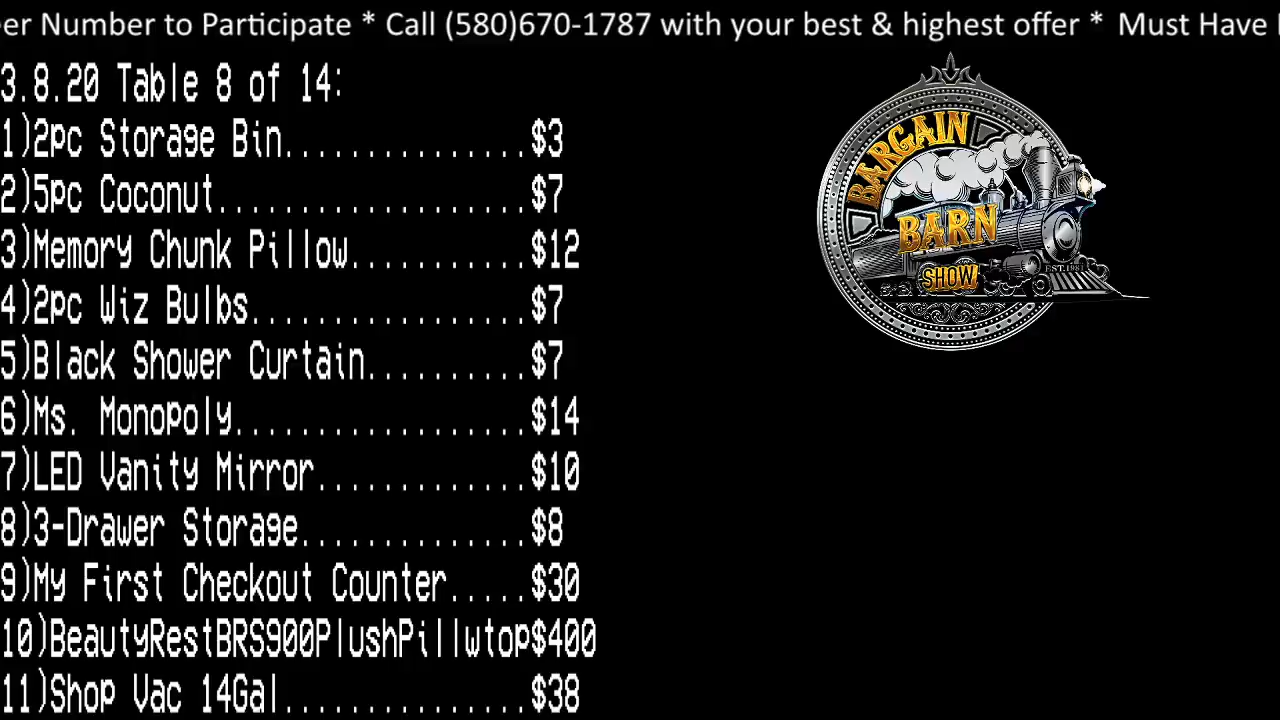 er Number to Participate * Call (580)670-1787 with your best & highest offer * Must Have
3.8.20 Table 8 of 14:
1)2pc Storage Bin...............$3
2)5pc Coconut...................$7
3)Memory Chunk Pillow...........$12
4)2pc Wiz Bulbs.................$7
5)Black Shower Curtain..........$7
6)Ms. Monopoly..................$14
7)LED Vanity Mirror.............$10
8)3-Drawer Storage..............$8
9)My First Checkout Counter.....$30
10)BeautyRestBRS900PlushPillwtop$400
11)Shop Vac 14Gal...............$38
BARGAIN
BARN
SHOW